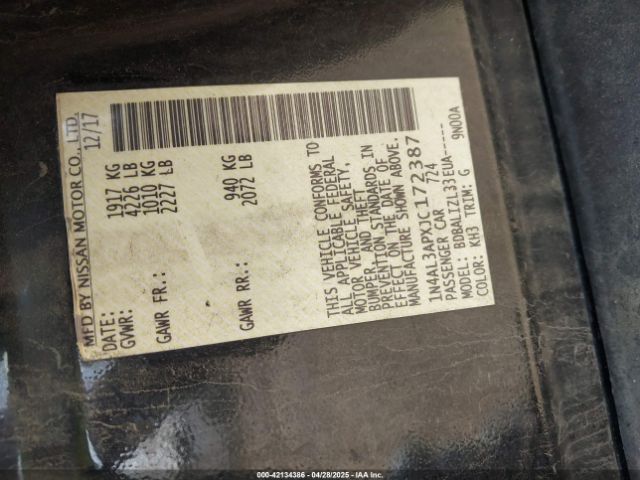 MFD BY NISSAN MOTOR CO., LTD.
DATE: 12/17
GVWR: 1917 KG
4226 LB
GAWR FR.: 1010 KG
2227 LB
GAWR RR.: 940 KG
2072 LB
THIS VEHICLE CONFORMS TO
ALL APPLICABLE FEDERAL
MOTOR VEHICLE SAFETY,
BUMPER, AND THEFT
PREVENTION STANDARDS IN
EFFECT ON THE DATE OF
MANUFACTURE SHOWN ABOVE.
1N4AL3APXJC172387
PASSENGER CAR 724
MODEL: BDBALIZL33EUA-----
COLOR: KH3 TRIM: G 9N00A
000-42134386 - 04/28/2025 - IAA Inc.